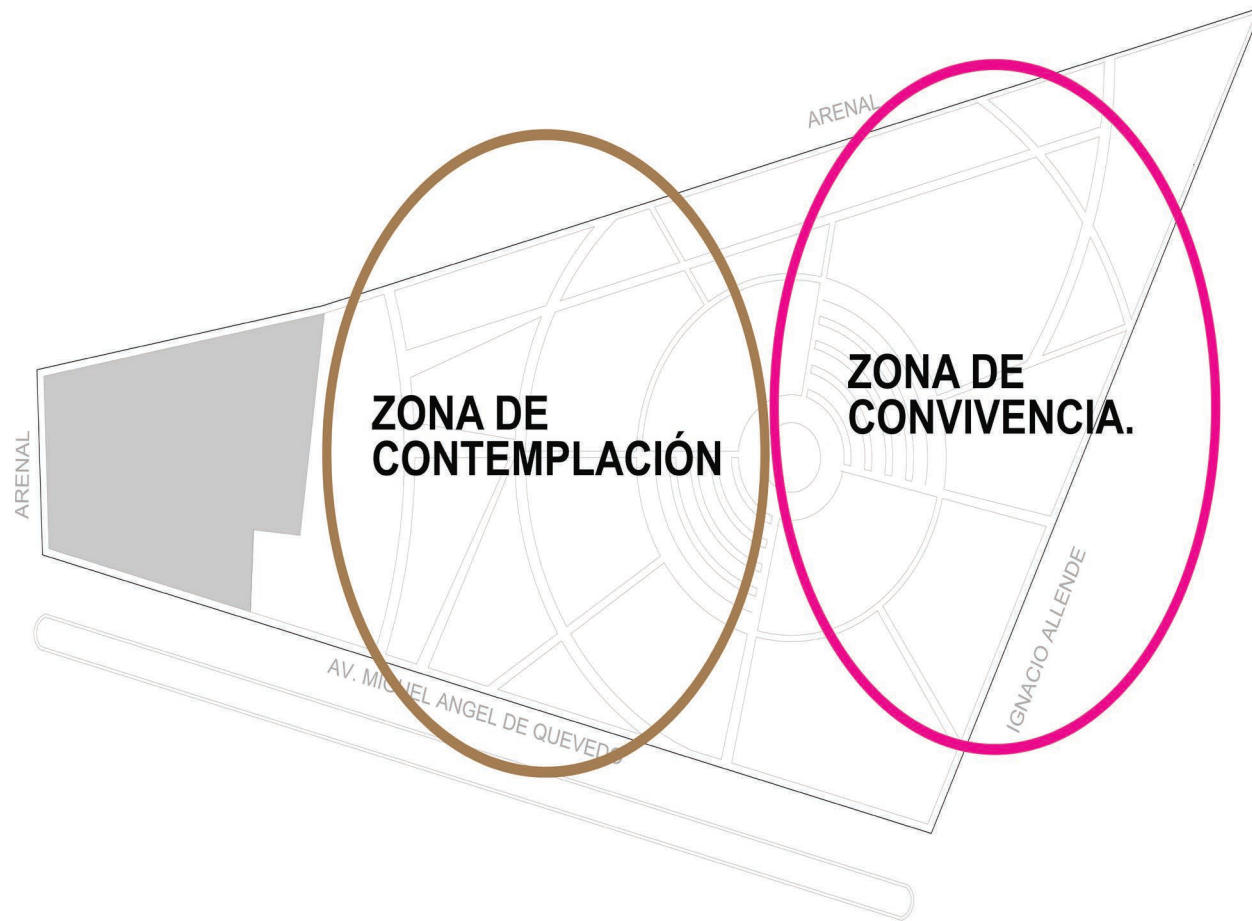 ARENAL
ZONA DE
CONVIVENCIA.
ZONA DE
CONTEMPLACIÓN
ARENAL
IGNACIO ALLENDE
AV. MIGUEL ANGEL DE QUEVEDO